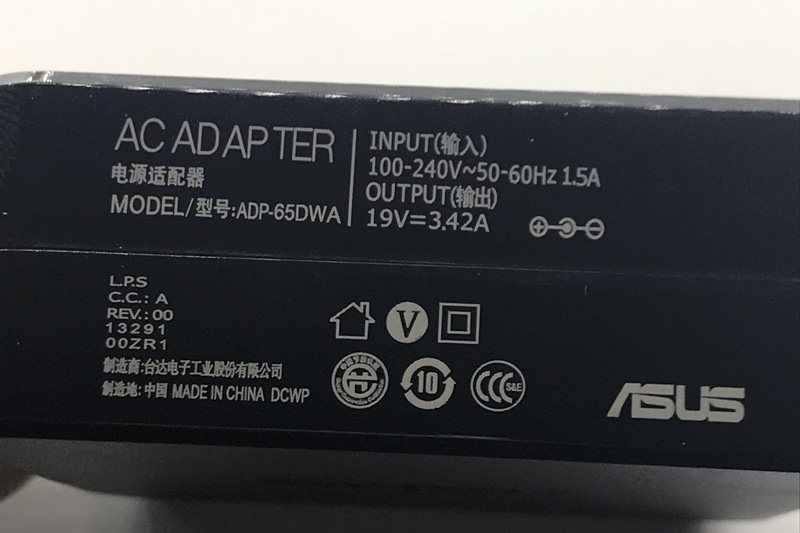 AC ADAPTER
电源适配器
MODEL/型号:ADP-65DWA
INPUT(输入)
100-240V~50-60Hz 1.5A
OUTPUT(输出)
19V=3.42A
L.P.S
C.C.: A
REV.: 00
13291
00ZR1
制造商:台达电子工业股份有限公司
制造地:中国 MADE IN CHINA DCWP
V
10
CCC S&E
ASUS